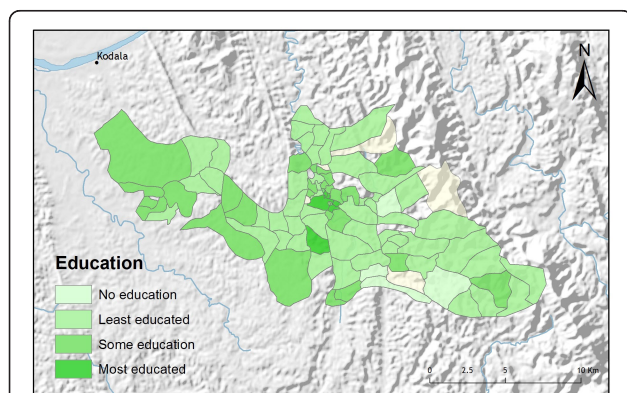 Kodala
N
Education
No education
Least educated
Some education
Most educated
0 2.5 5 10 Km